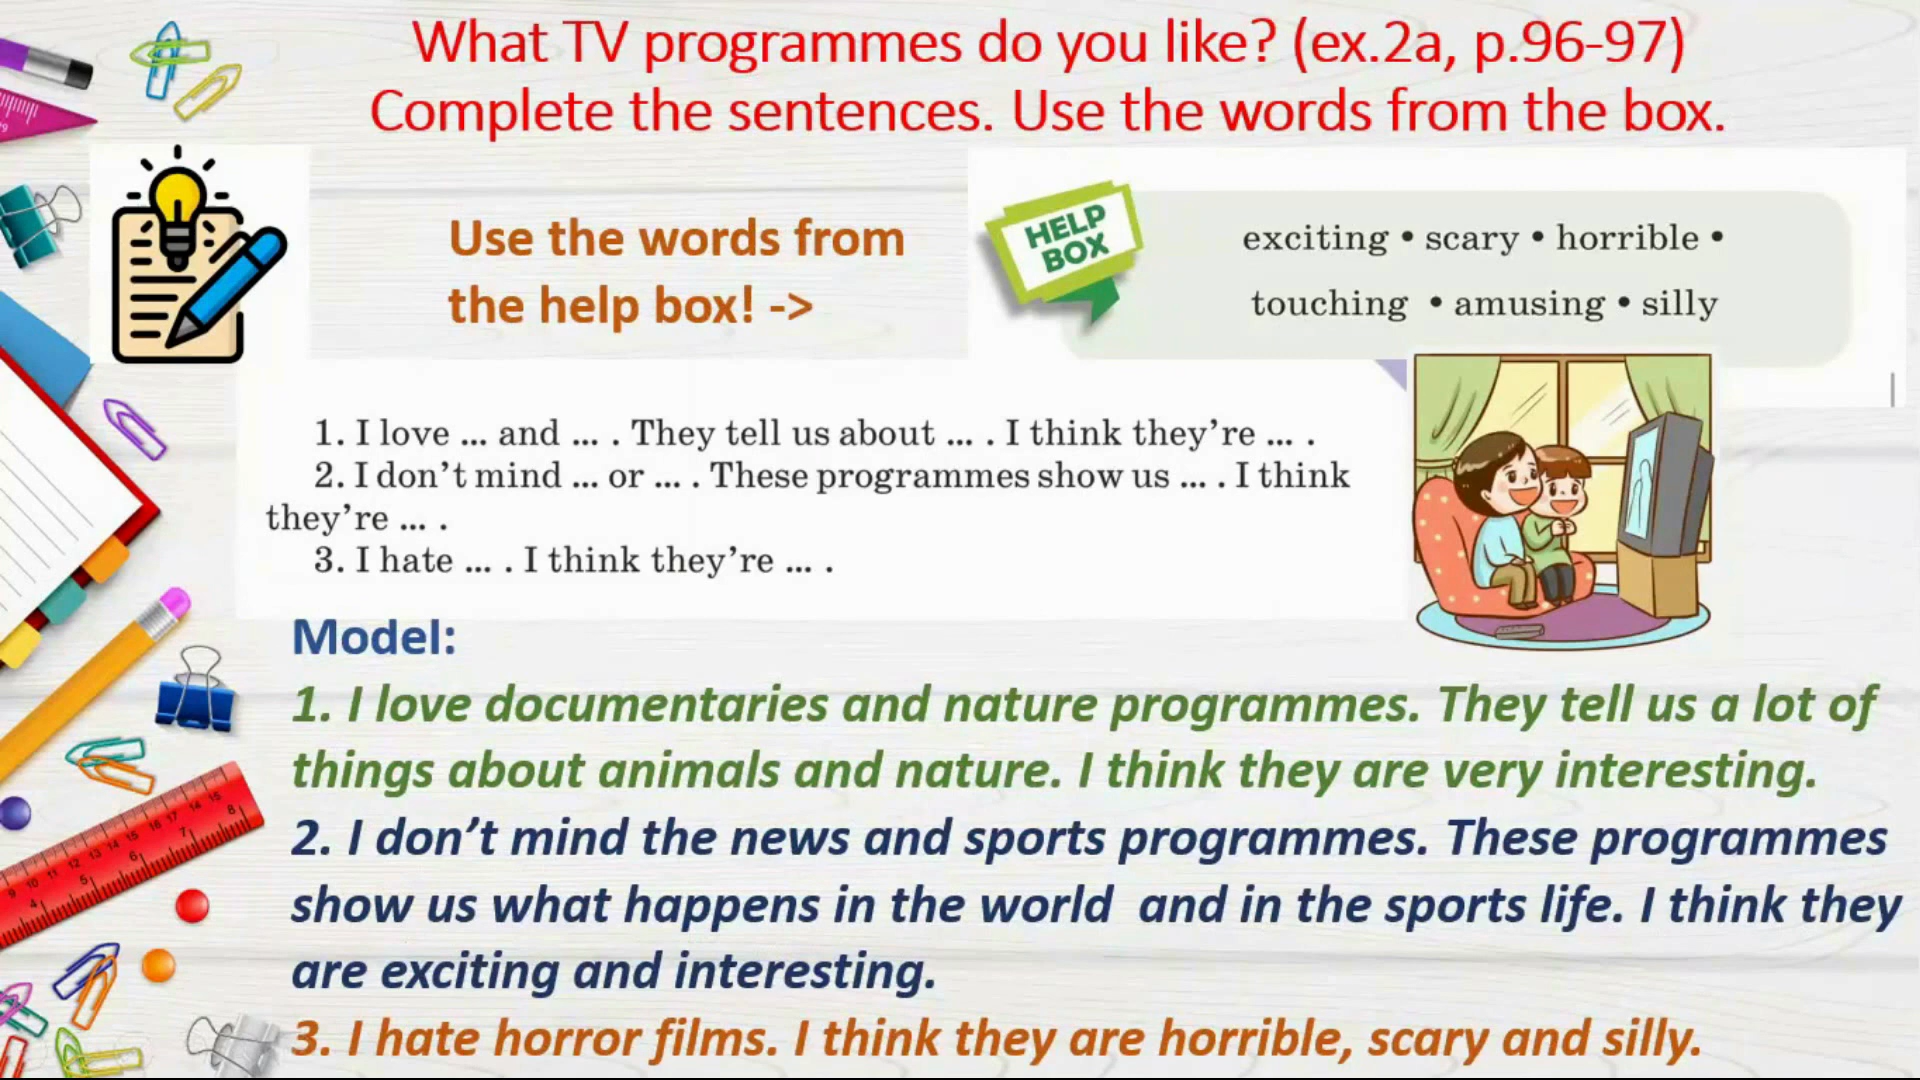 What TV programmes do you like? (ex.2a, p.96-97)
Complete the sentences. Use the words from the box.
Use the words from
the help box! ->
HELP
BOX
exciting • scary • horrible •
touching • amusing • silly
1. I love ... and ... . They tell us about ... . I think they’re ... .
2. I don’t mind ... or ... . These programmes show us ... . I think
they’re ... .
3. I hate ... . I think they’re ... .
Model:
1. I love documentaries and nature programmes. They tell us a lot of
things about animals and nature. I think they are very interesting.
2. I don’t mind the news and sports programmes. These programmes
show us what happens in the world and in the sports life. I think they
are exciting and interesting.
3. I hate horror films. I think they are horrible, scary and silly.